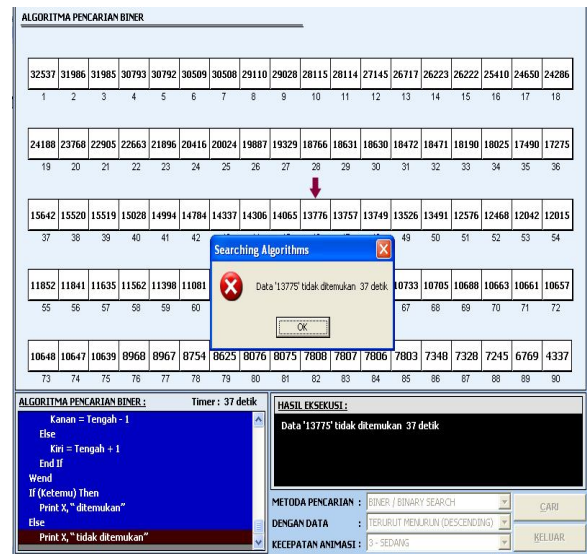 ALGORITMA PENCARIAN BINER
32537 31986 31985 30793 30792 30509 30508 29110 29028 28115 28114 27145 26717 26223 26222 25410 24650 24286
1 2 3 4 5 6 7 8 9 10 11 12 13 14 15 16 17 18
24188 23768 22905 22663 21896 20416 20024 19887 19329 18766 18631 18630 18472 18471 18190 18025 17490 17275
19 20 21 22 23 24 25 26 27 28 29 30 31 32 33 34 35 36
15642 15520 15519 15028 14994 14784 14337 14306 14065 13776 13757 13749 13526 13491 12576 12468 12042 12015
37 38 39 40 41 42 49 50 51 52 53 54
Searching Algorithms
Data '13775' tidak ditemukan 37 detik
OK
11852 11841 11635 11562 11398 11081 10733 10705 10688 10663 10661 10657
55 56 57 58 59 60 67 68 69 70 71 72
10648 10647 10639 8968 8967 8754 8625 8076 8075 7808 7807 7806 7803 7348 7328 7245 6769 4337
73 74 75 76 77 78 79 80 81 82 83 84 85 86 87 88 89 90
ALGORITMA PENCARIAN BINER : Timer : 37 detik
Kanan = Tengah - 1
Else
Kiri = Tengah + 1
End If
Wend
If (Ketemu) Then
Print X, " ditemukan"
Else
Print X, " tidak ditemukan"
HASIL EKSEKUSI :
Data '13775' tidak ditemukan 37 detik
METODA PENCARIAN : BINER / BINARY SEARCH
DENGAN DATA : TERURUT MENURUN (DESCENDING)
KECEPATAN ANIMASI : 3 - SEDANG
CARI
KELUAR